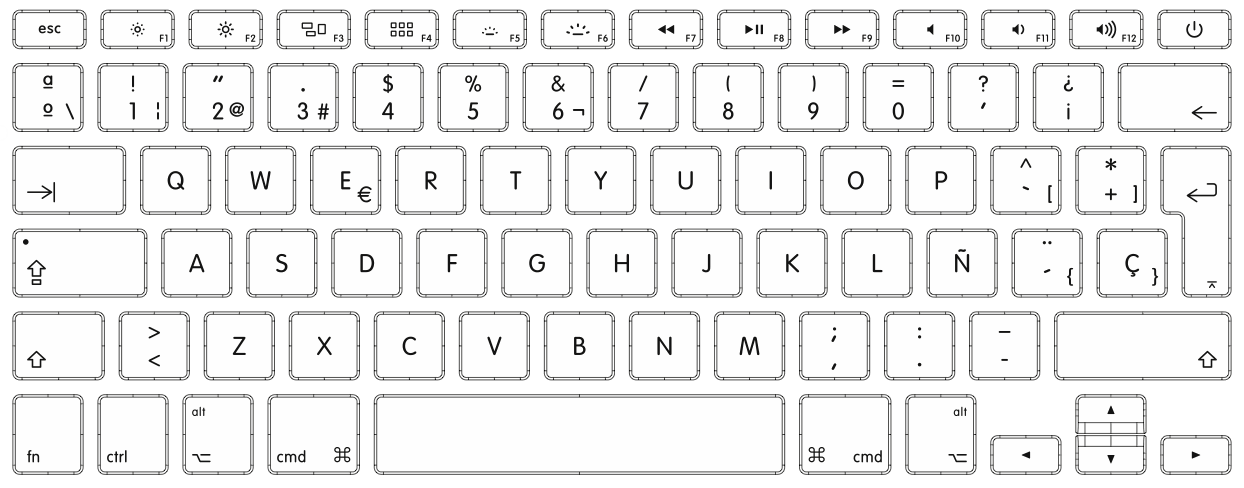 esc F1 F2 F3 F4 F5 F6 F7 F8 F9 F10 F11 F12
ª ! " · $ % & / ( ) = ? ¿
º \ 1 ¦ 2 @ 3 # 4 5 6 ¬ 7 8 9 0 ' ¡ ←
→| Q W E € R T Y U I O P ^ ` [ * + ]
A S D F G H J K L Ñ ¨ ´ { Ç }
> ; : _
< Z X C V B N M , . -
alt alt
fn ctrl ⌥ cmd ⌘ ⌘ cmd ⌥